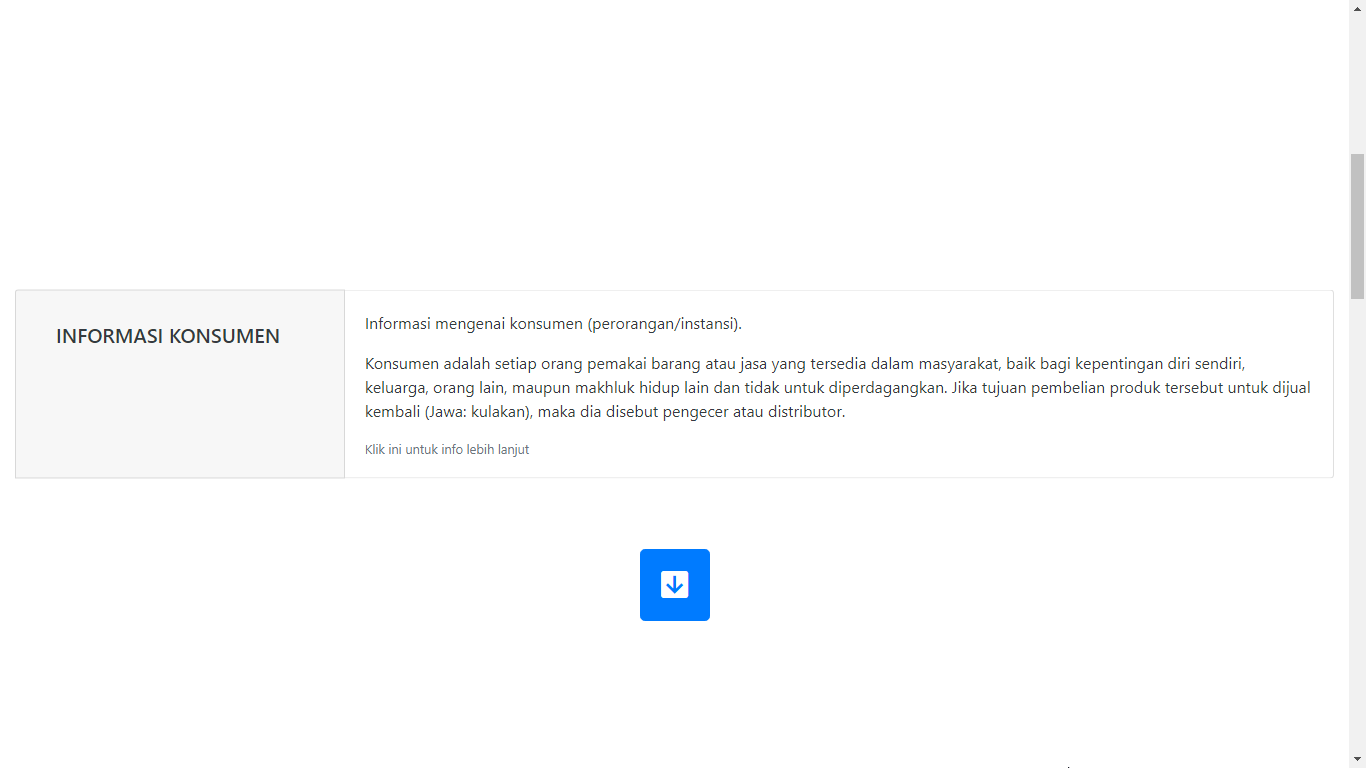 INFORMASI KONSUMEN
Informasi mengenai konsumen (perorangan/instansi).
Konsumen adalah setiap orang pemakai barang atau jasa yang tersedia dalam masyarakat, baik bagi kepentingan diri sendiri,
keluarga, orang lain, maupun makhluk hidup lain dan tidak untuk diperdagangkan. Jika tujuan pembelian produk tersebut untuk dijual
kembali (Jawa: kulakan), maka dia disebut pengecer atau distributor.
Klik ini untuk info lebih lanjut